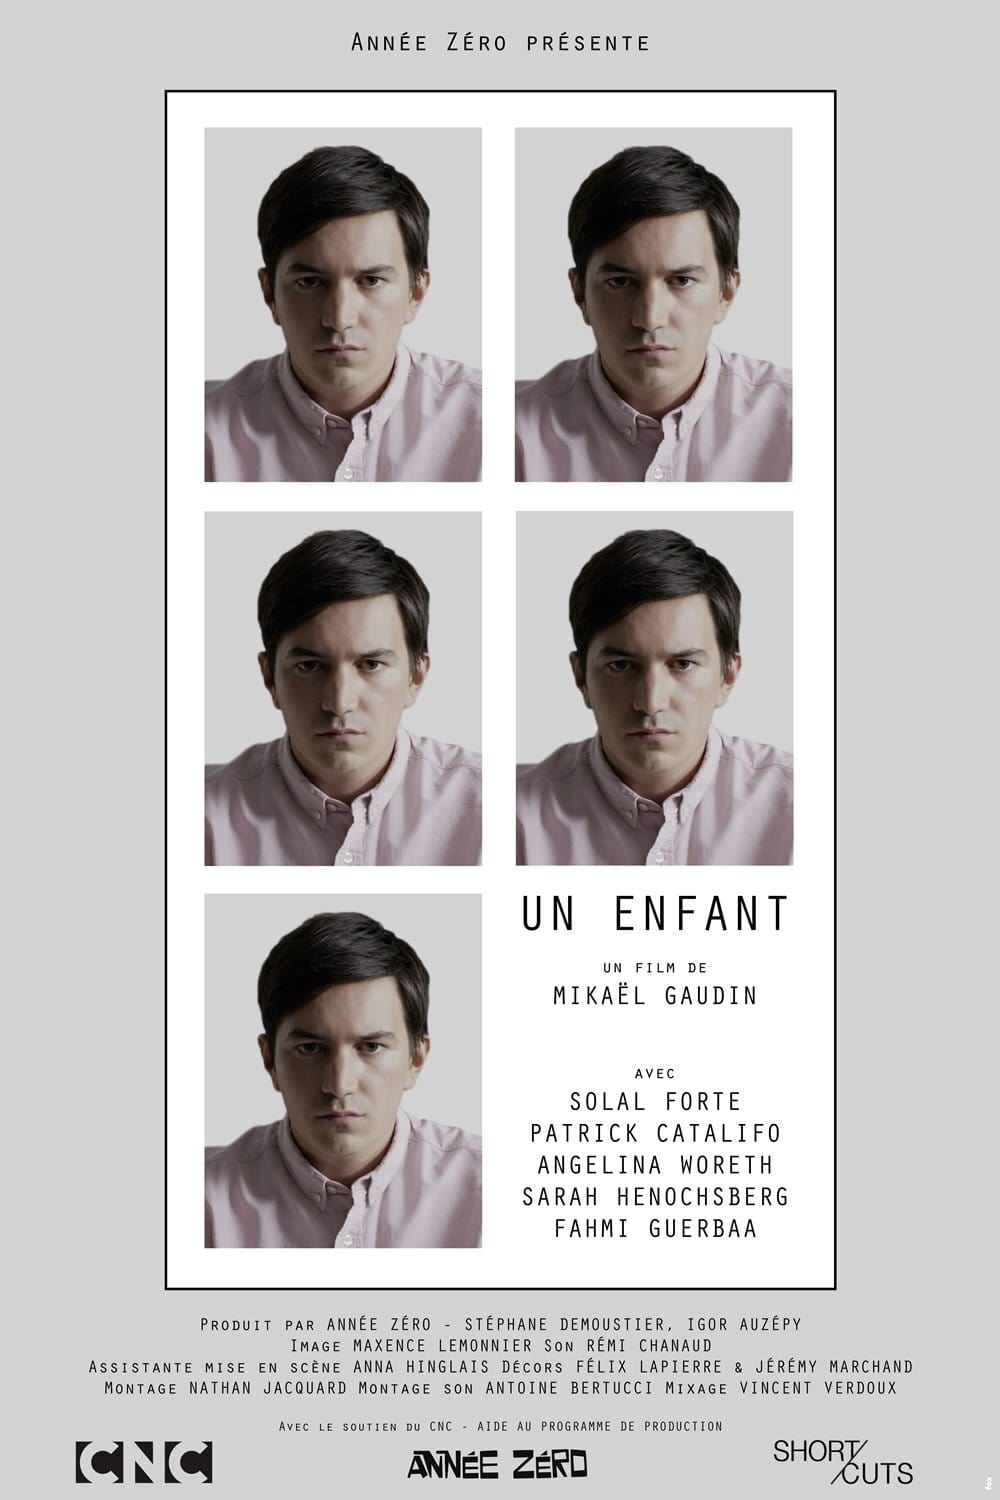 ANNÉE ZÉRO PRÉSENTE
UN ENFANT
UN FILM DE
MIKAËL GAUDIN
AVEC
SOLAL FORTE
PATRICK CATALIFO
ANGELINA WORETH
SARAH HENOCHSBERG
FAHMI GUERBAA
PRODUIT PAR ANNÉE ZÉRO - STÉPHANE DEMOUSTIER, IGOR AUZÉPY
IMAGE MAXENCE LEMONNIER SON RÉMI CHANAUD
ASSISTANTE MISE EN SCÈNE ANNA HINGLAIS DÉCORS FÉLIX LAPIERRE & JÉRÉMY MARCHAND
MONTAGE NATHAN JACQUARD MONTAGE SON ANTOINE BERTUCCI MIXAGE VINCENT VERDOUX
AVEC LE SOUTIEN DU CNC - AIDE AU PROGRAMME DE PRODUCTION
CNC
ANNÉE ZÉRO
SHORT/
/CUTS
fox